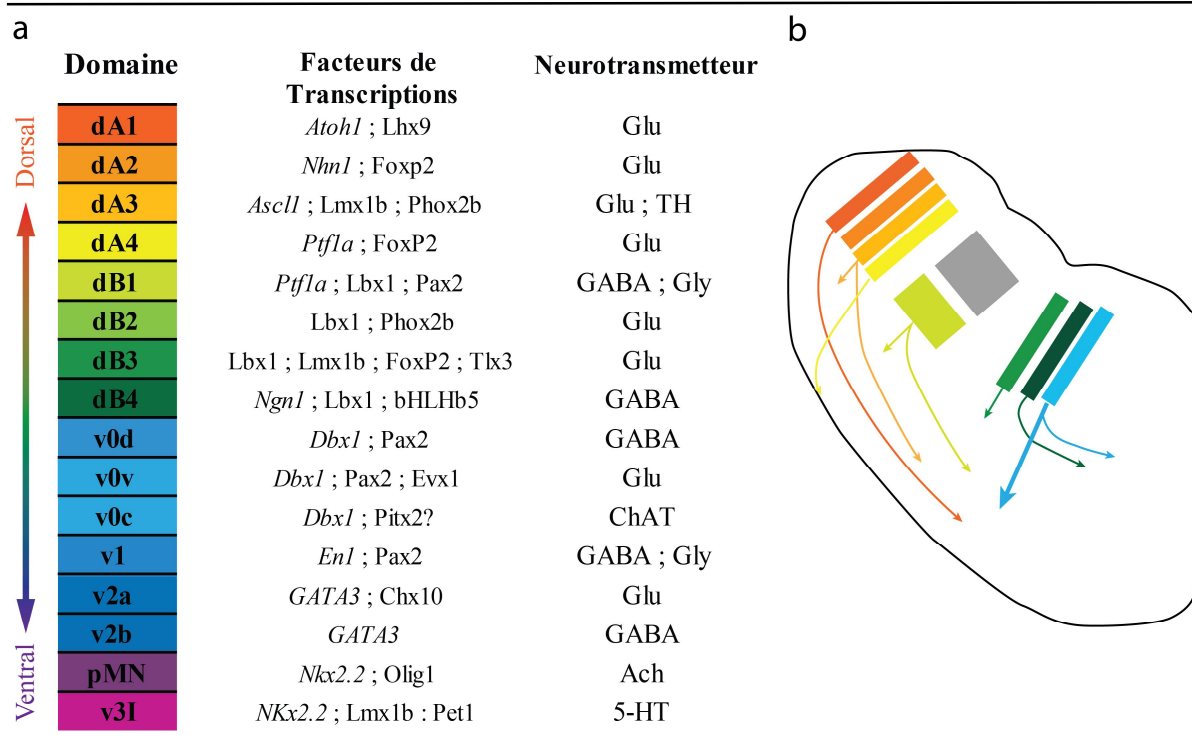 a
b
Domaine
Facteurs de
Transcriptions
Neurotransmetteur
Dorsal
Ventral
dA1 Atoh1 ; Lhx9 Glu
dA2 Nhn1 ; Foxp2 Glu
dA3 Ascl1 ; Lmx1b ; Phox2b Glu ; TH
dA4 Ptf1a ; FoxP2 Glu
dB1 Ptf1a ; Lbx1 ; Pax2 GABA ; Gly
dB2 Lbx1 ; Phox2b Glu
dB3 Lbx1 ; Lmx1b ; FoxP2 ; Tlx3 Glu
dB4 Ngn1 ; Lbx1 ; bHLHb5 GABA
v0d Dbx1 ; Pax2 GABA
v0v Dbx1 ; Pax2 ; Evx1 Glu
v0c Dbx1 ; Pitx2? ChAT
v1 En1 ; Pax2 GABA ; Gly
v2a GATA3 ; Chx10 Glu
v2b GATA3 GABA
pMN Nkx2.2 ; Olig1 Ach
v3I NKx2.2 ; Lmx1b : Pet1 5-HT